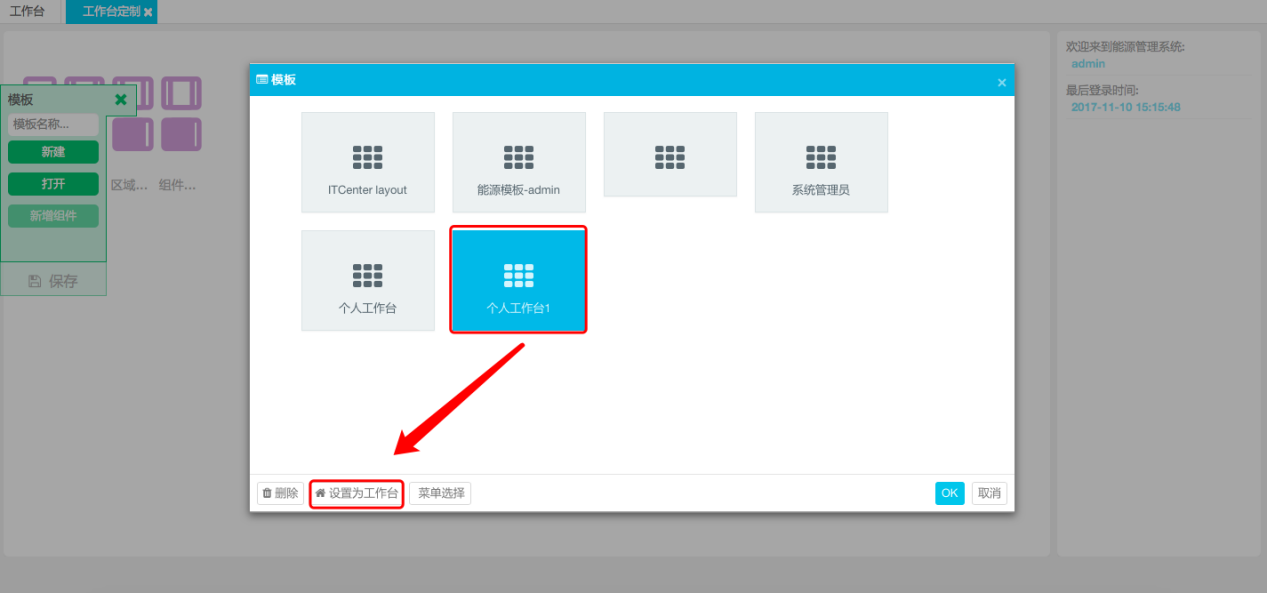 工作台
工作台定制
模板
模板名称...
新建
打开
新增组件
保存
区域...
组件...
模板
ITCenter layout
能源模板-admin
系统管理员
个人工作台
个人工作台1
删除
设置为工作台
菜单选择
OK
取消
欢迎来到能源管理系统:
admin
最后登录时间:
2017-11-10 15:15:48